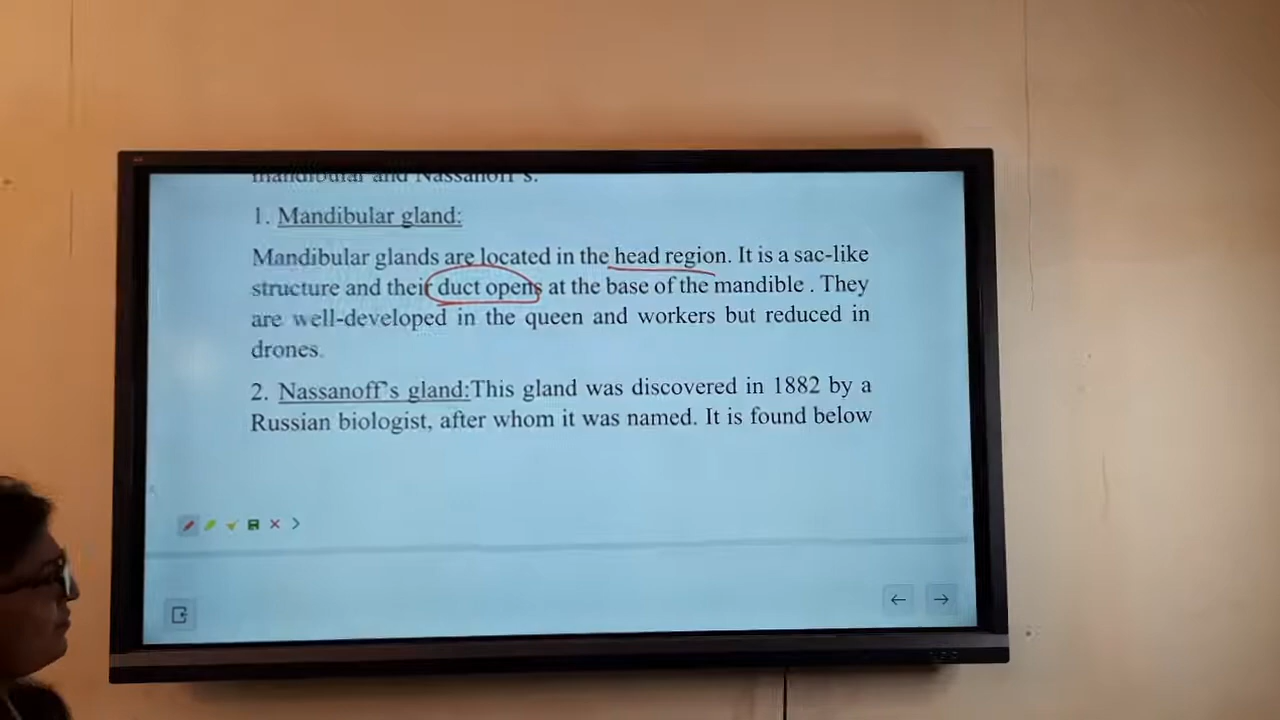 mandibular and Nassanoff's.
1. Mandibular gland:
Mandibular glands are located in the head region. It is a sac-like
structure and their duct opens at the base of the mandible . They
are well-developed in the queen and workers but reduced in
drones.
2. Nassanoff's gland:This gland was discovered in 1882 by a
Russian biologist, after whom it was named. It is found below